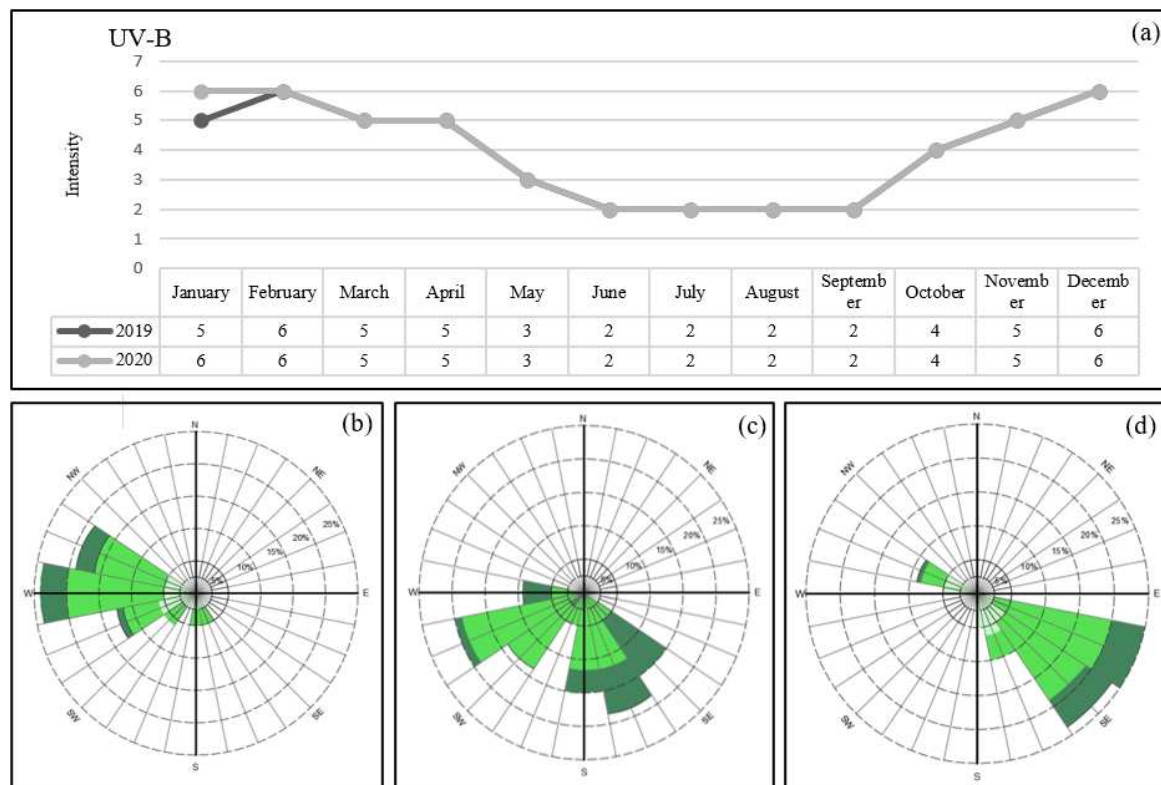 UV-B
(a)
Intensity
7
6
5
4
3
2
1
0
January February March April May June July August Septemb er October Novemb er Decemb er
2019 5 6 5 5 3 2 2 2 2 4 5 6
2020 6 6 5 5 3 2 2 2 2 4 5 6
(b)
N
NW NE
25%
20%
15%
10%
5%
W E
SW SE
S
(c)
N
NW NE
25%
20%
15%
10%
5%
W E
SW SE
S
(d)
N
NW NE
25%
20%
15%
10%
5%
W E
SW SE
S